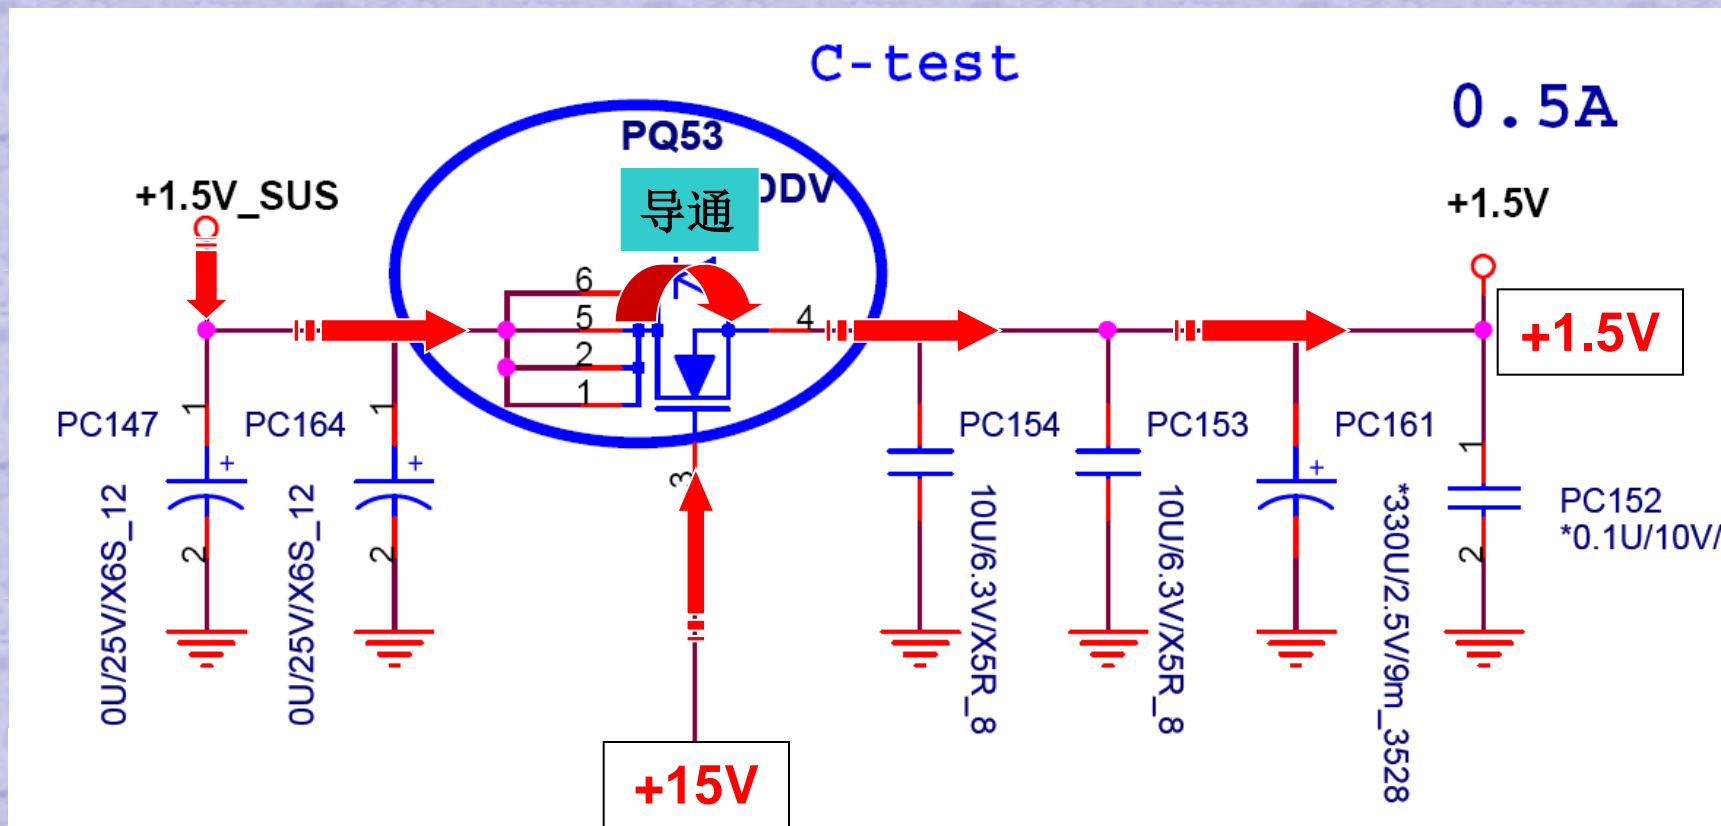 C-test
0.5A
PQ53
DDV
导通
+1.5V_SUS
+1.5V
6
5
2
1
4
3
+1.5V
PC147
1
+
2
0U/25V/X6S_12
PC164
1
+
2
0U/25V/X6S_12
PC154
10U/6.3V/X5R_8
PC153
10U/6.3V/X5R_8
PC161
+
*330U/2.5V/9m_3528
1
2
PC152
*0.1U/10V/
+15V